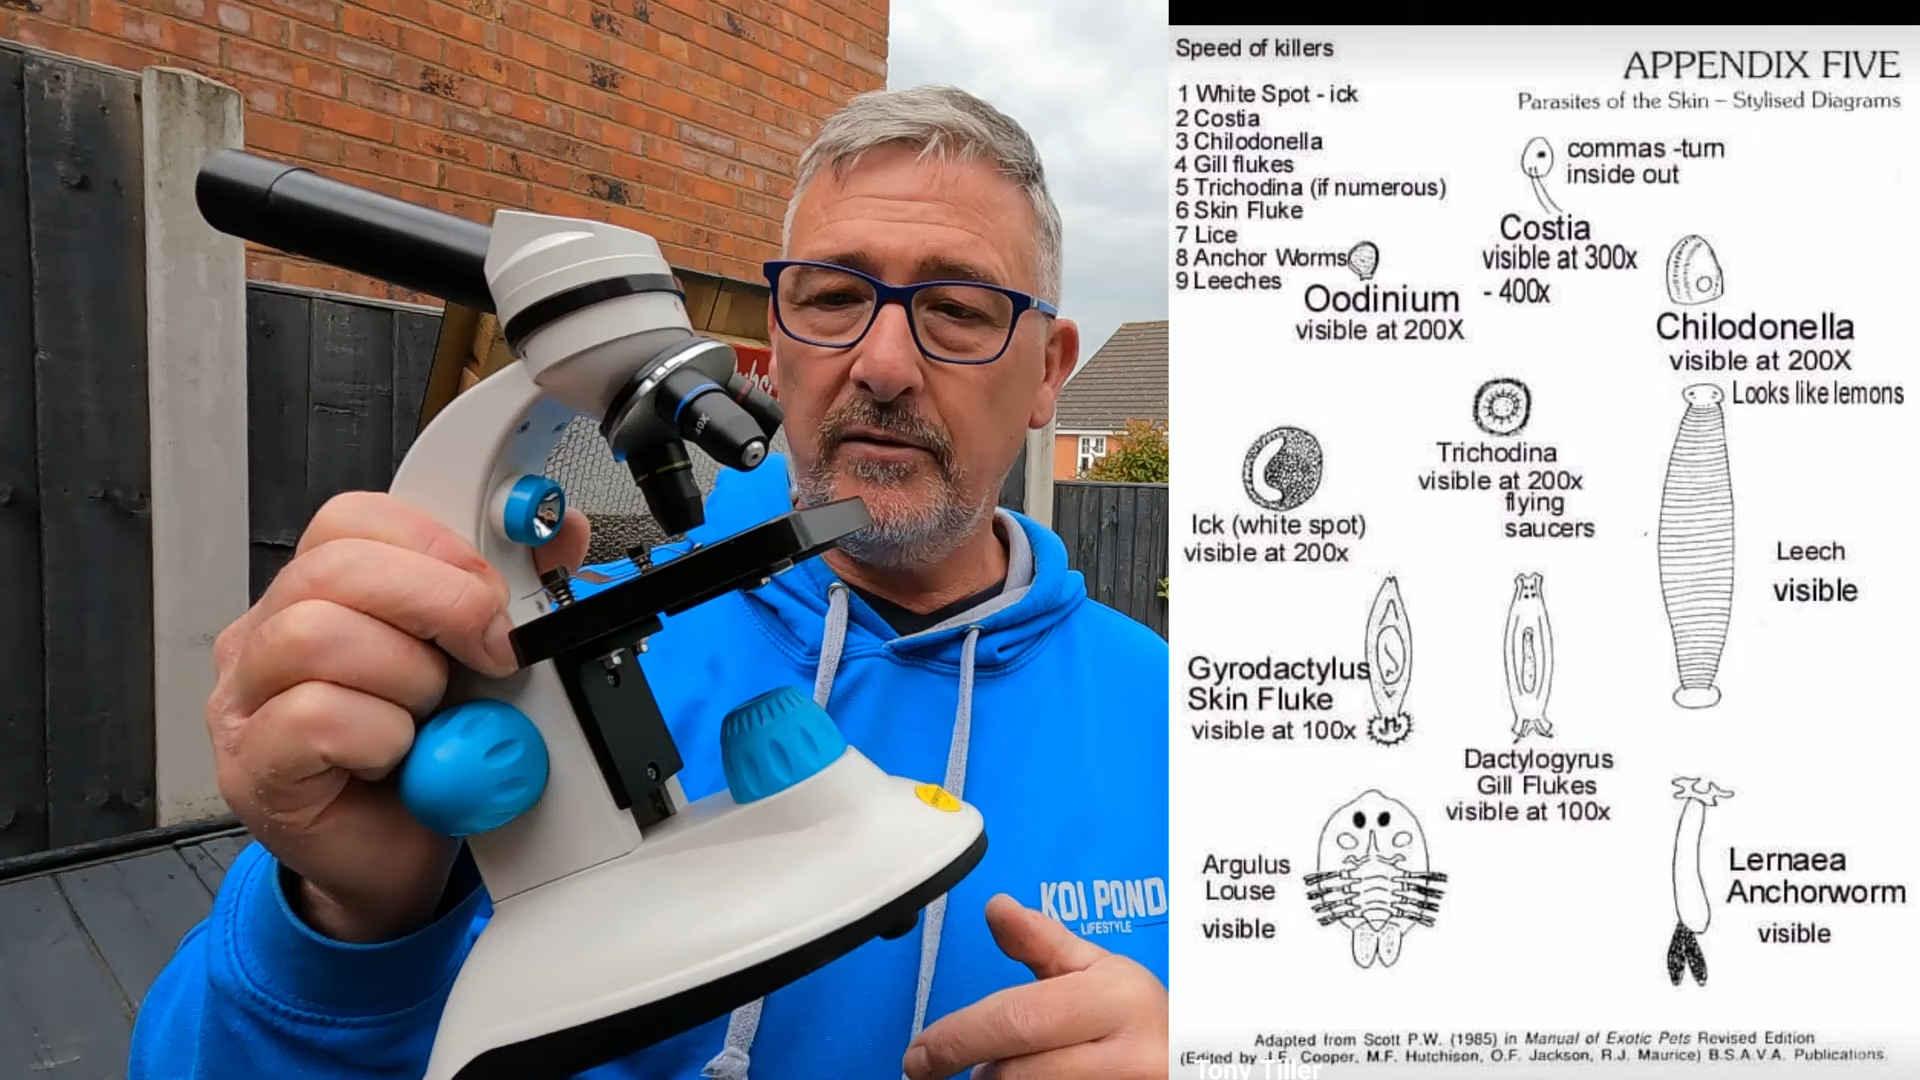 40X
KOI POND
LIFESTYLE
Speed of killers
1 White Spot - ick
2 Costia
3 Chilodonella
4 Gill flukes
5 Trichodina (if numerous)
6 Skin Fluke
7 Lice
8 Anchor Worms
9 Leeches
APPENDIX FIVE
Parasites of the Skin – Stylised Diagrams
commas -turn
inside out
Costia
visible at 300x
- 400x
Oodinium
visible at 200X
Chilodonella
visible at 200X
Looks like lemons
Trichodina
visible at 200x
flying
saucers
Ick (white spot)
visible at 200x
Leech
visible
Gyrodactylus
Skin Fluke
visible at 100x
Dactylogyrus
Gill Flukes
visible at 100x
Argulus
Louse
visible
Lernaea
Anchorworm
visible
Adapted from Scott P.W. (1985) in Manual of Exotic Pets Revised Edition
(Edited by J.E. Cooper, M.F. Hutchison, O.F. Jackson, R.J. Maurice) B.S.A.V.A. Publications.
Tony Tiller